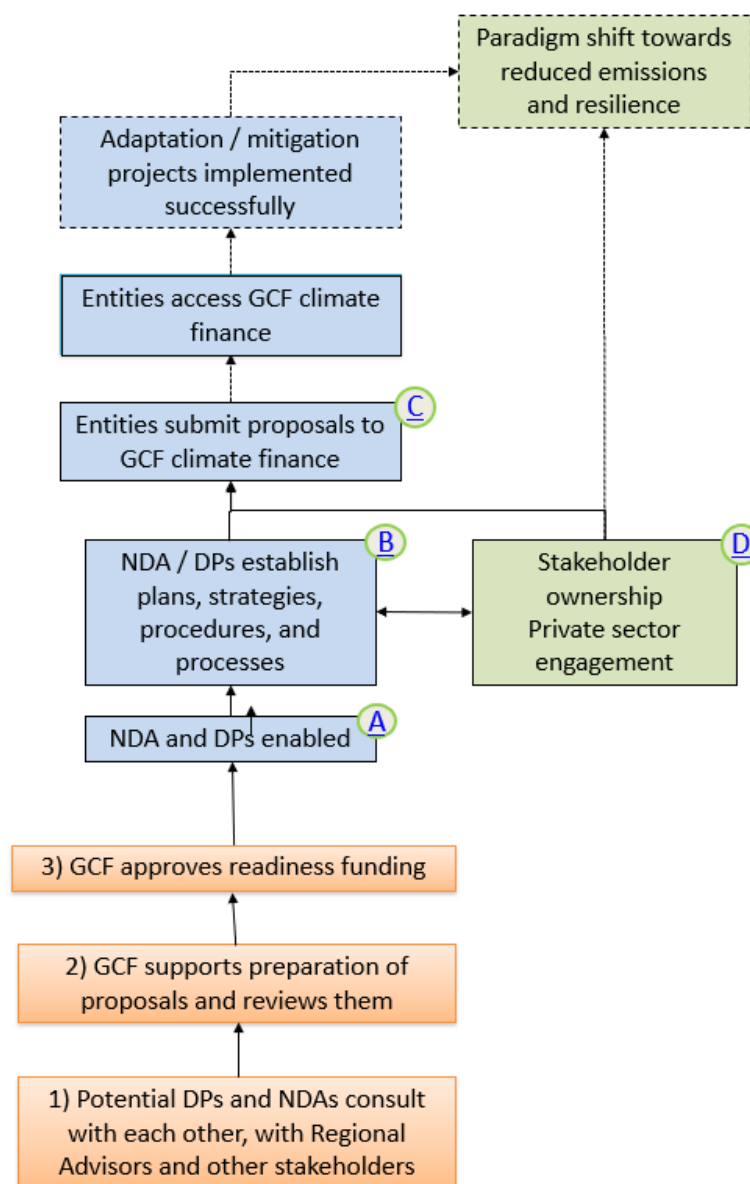 Paradigm shift towards
reduced emissions
and resilience
Adaptation / mitigation
projects implemented
successfully
Entities access GCF climate
finance
C
Entities submit proposals to
GCF climate finance
B
NDA / DPs establish
plans, strategies,
procedures, and
processes
D
Stakeholder
ownership
Private sector
engagement
A
NDA and DPs enabled
3) GCF approves readiness funding
2) GCF supports preparation of
proposals and reviews them
1) Potential DPs and NDAs consult
with each other, with Regional
Advisors and other stakeholders